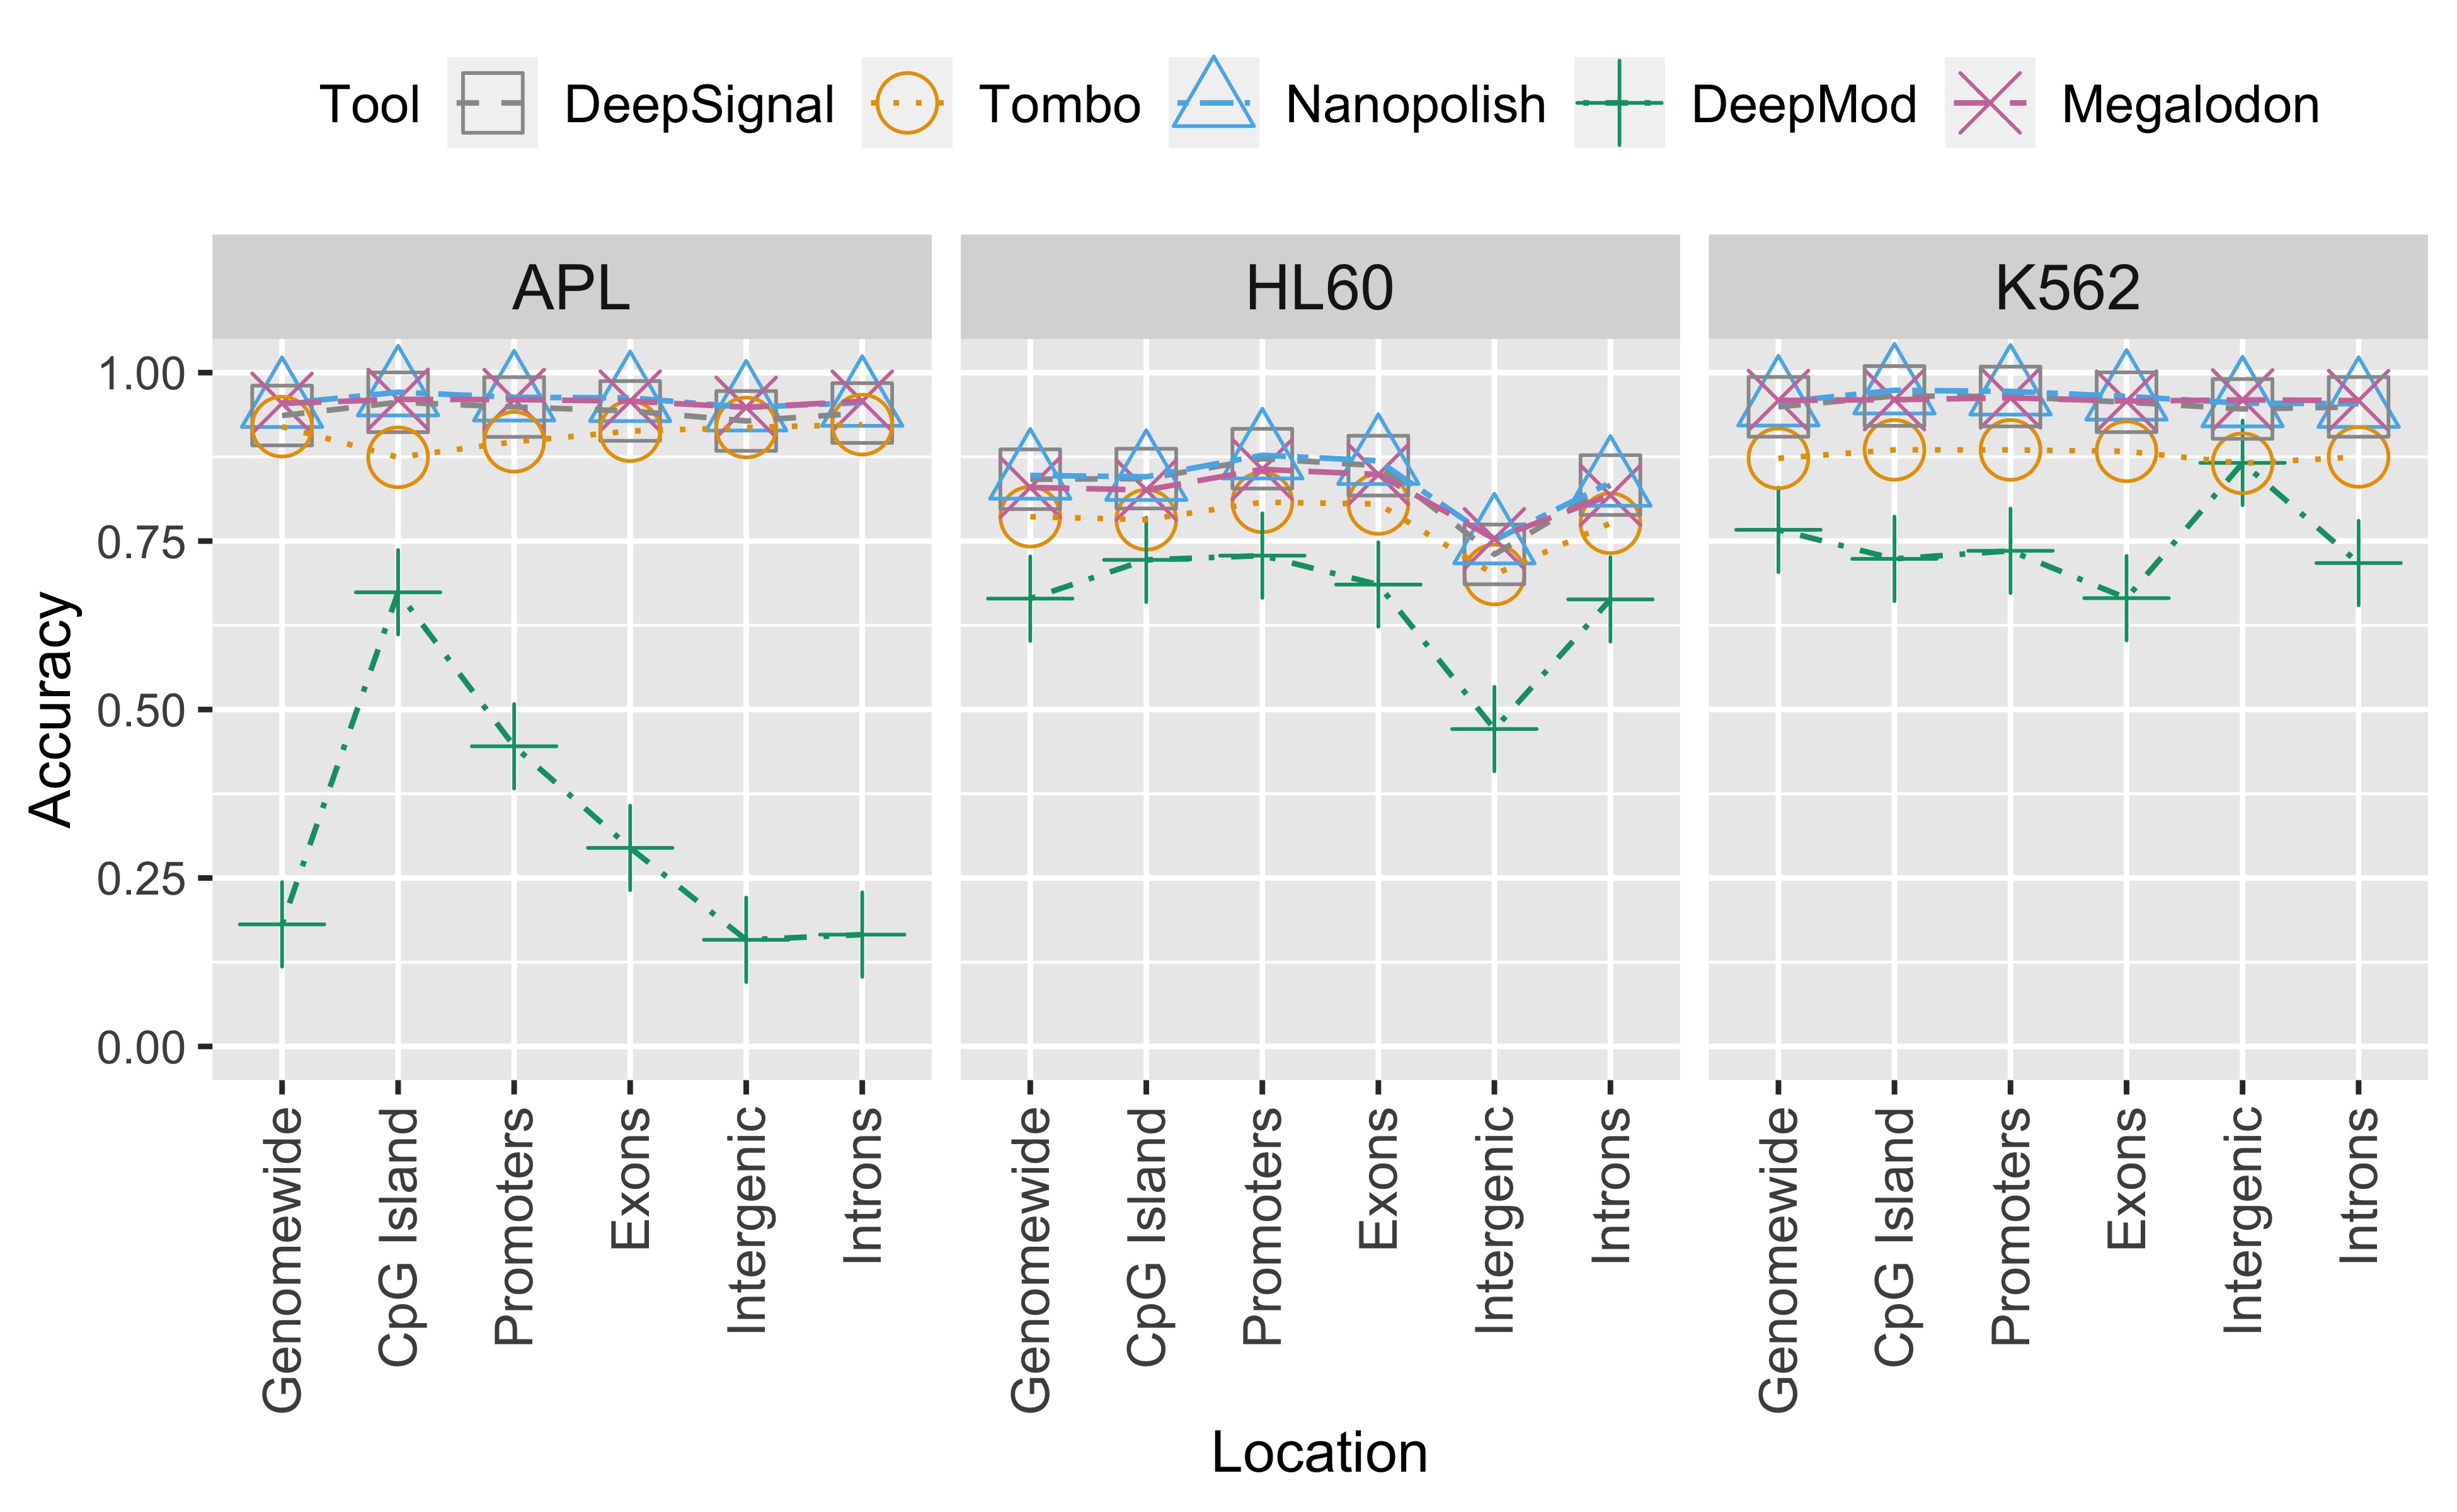 Tool DeepSignal Tombo Nanopolish DeepMod Megalodon
APL HL60 K562
1.00
0.75
0.50
0.25
0.00
Accuracy
Genomewide CpG Island Promoters Exons Intergenic Introns Genomewide CpG Island Promoters Exons Intergenic Introns Genomewide CpG Island Promoters Exons Intergenic Introns
Location